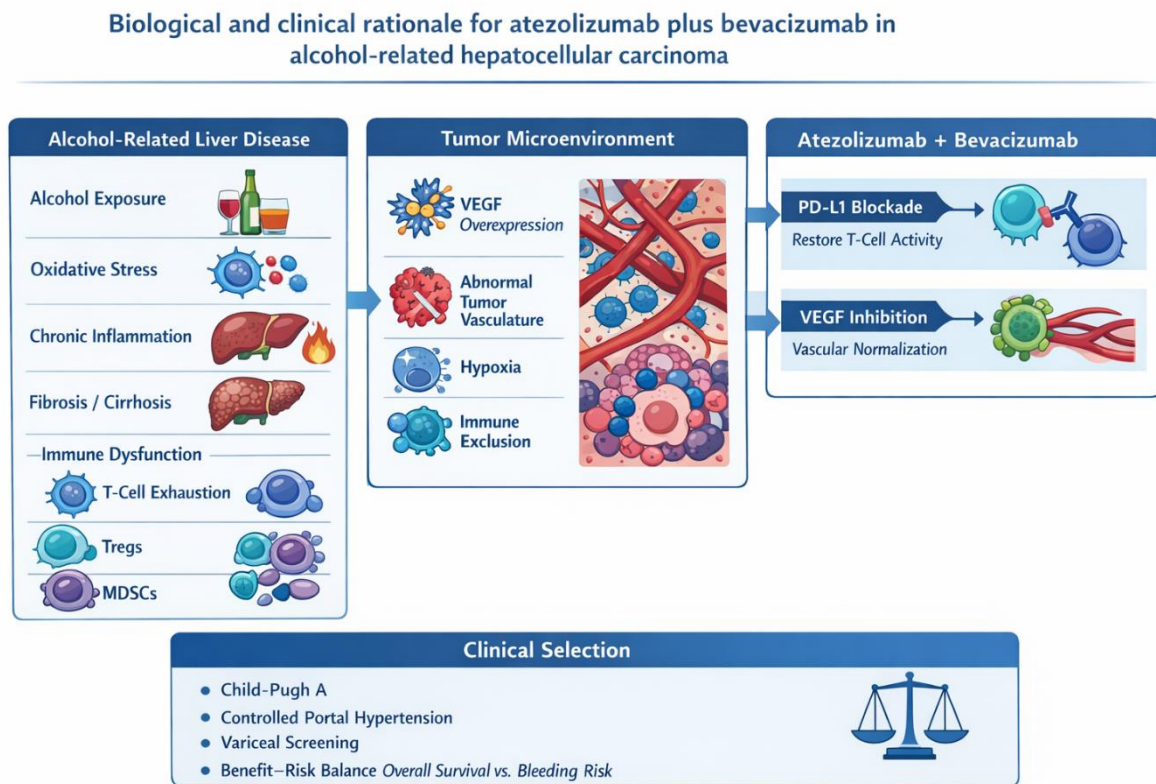 Biological and clinical rationale for atezolizumab plus bevacizumab in
alcohol-related hepatocellular carcinoma
Alcohol-Related Liver Disease
Alcohol Exposure
Oxidative Stress
Chronic Inflammation
Fibrosis / Cirrhosis
Immune Dysfunction
T-Cell Exhaustion
Tregs
MDSCs
Tumor Microenvironment
VEGF
Overexpression
Abnormal
Tumor
Vasculature
Hypoxia
Immune
Exclusion
Atezolizumab + Bevacizumab
PD-L1 Blockade
Restore T-Cell Activity
VEGF Inhibition
Vascular Normalization
Clinical Selection
• Child-Pugh A
• Controlled Portal Hypertension
• Variceal Screening
• Benefit–Risk Balance Overall Survival vs. Bleeding Risk